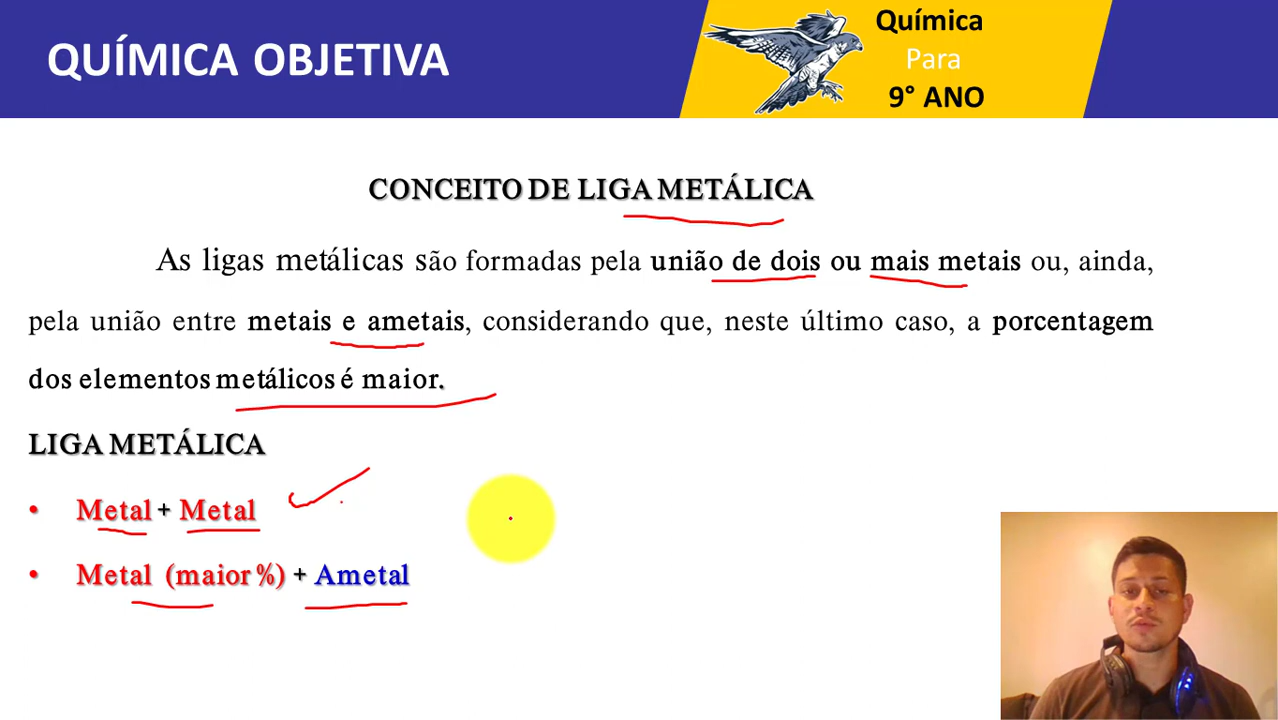 QUÍMICA OBJETIVA
Química
Para
9° ANO
CONCEITO DE LIGA METÁLICA
As ligas metálicas são formadas pela união de dois ou mais metais ou, ainda,
pela união entre metais e ametais, considerando que, neste último caso, a porcentagem
dos elementos metálicos é maior.
LIGA METÁLICA
• Metal + Metal
• Metal (maior %) + Ametal